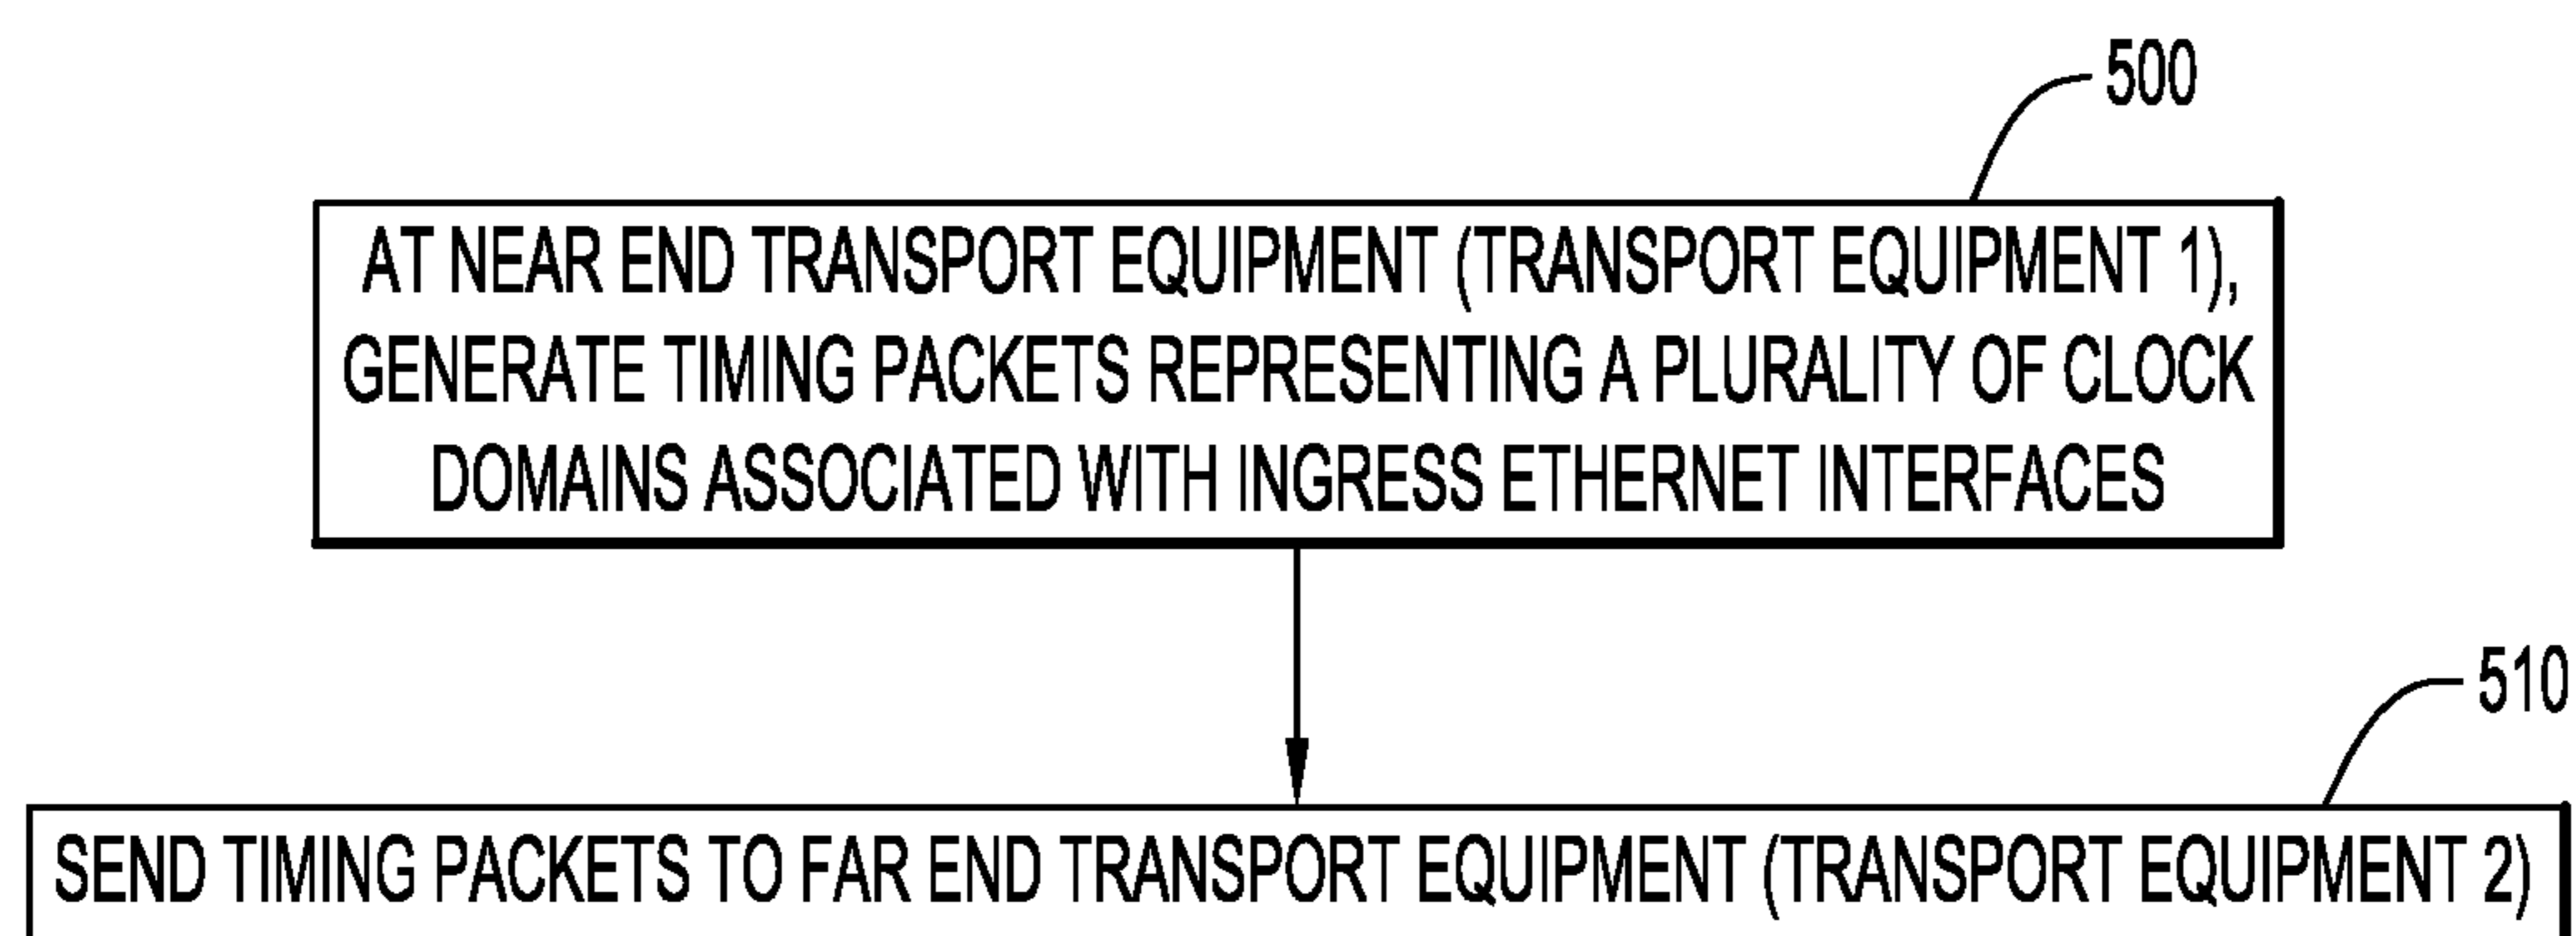 500
AT NEAR END TRANSPORT EQUIPMENT (TRANSPORT EQUIPMENT 1),
GENERATE TIMING PACKETS REPRESENTING A PLURALITY OF CLOCK
DOMAINS ASSOCIATED WITH INGRESS ETHERNET INTERFACES
510
SEND TIMING PACKETS TO FAR END TRANSPORT EQUIPMENT (TRANSPORT EQUIPMENT 2)